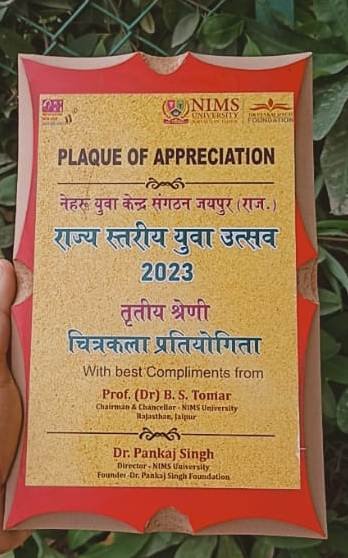 NIMS
UNIVERSITY
FOUNDATION
PLAQUE OF APPRECIATION
नेहरू युवा केन्द्र संगठन जयपुर (राज.)
राज्य स्तरीय युवा उत्सव
2023
तृतीय श्रेणी
चित्रकला प्रतियोगिता
With best Compliments from
Prof. (Dr) B. S. Tomar
Chairman & Chancellor - NIMS University
Rajasthan, Jaipur
Dr. Pankaj Singh
Director - NIMS University
Founder-Dr. Pankaj Singh Foundation